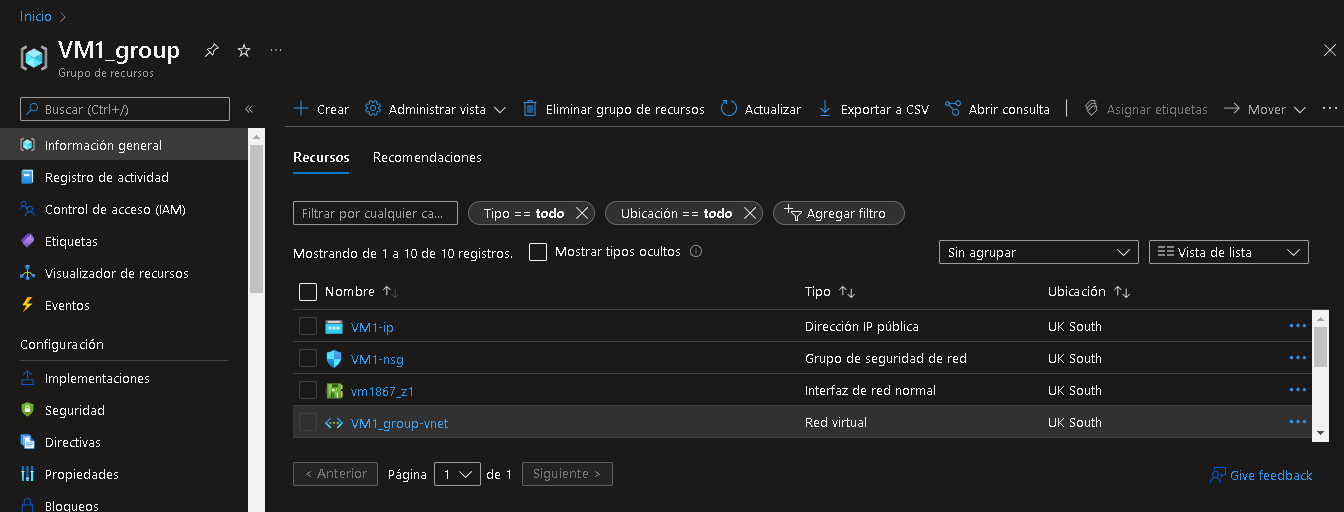 Inicio >
VM1_group
Grupo de recursos
Buscar (Ctrl+/)
Información general
Registro de actividad
Control de acceso (IAM)
Etiquetas
Visualizador de recursos
Eventos
Configuración
Implementaciones
Seguridad
Directivas
Propiedades
Bloqueos
Crear Administrar vista Eliminar grupo de recursos Actualizar Exportar a CSV Abrir consulta Asignar etiquetas Mover
Recursos Recomendaciones
Filtrar por cualquier ca... Tipo == todo Ubicación == todo Agregar filtro
Mostrando de 1 a 10 de 10 registros. Mostrar tipos ocultos Sin agrupar Vista de lista
Nombre Tipo Ubicación
VM1-ip Dirección IP pública UK South
VM1-nsg Grupo de seguridad de red UK South
vm1867_z1 Interfaz de red normal UK South
VM1_group-vnet Red virtual UK South
< Anterior Página 1 de 1 Siguiente > Give feedback